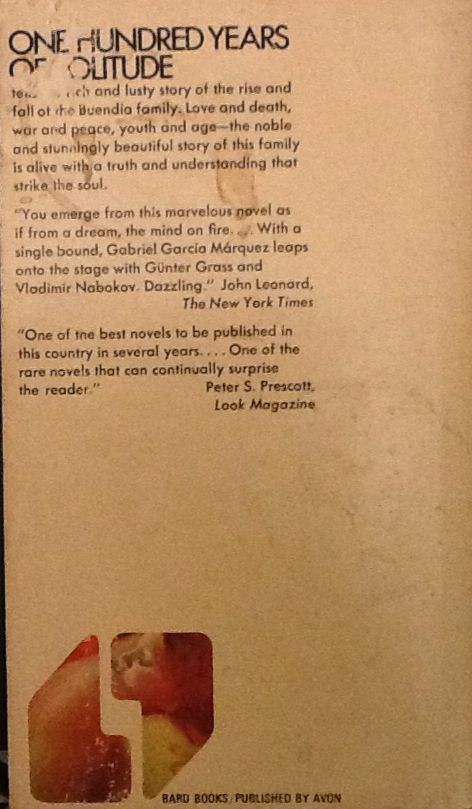 ONE HUNDRED YEARS
OF SOLITUDE
and lusty story of the rise and
fall of the Buendia family. Love and death,
war and peace, youth and age—the noble
and stunningly beautiful story of this family
is alive with a truth and understanding that
strike the soul.
"You emerge from this marvelous novel as
if from a dream, the mind on fire. . . . With a
single bound, Gabriel García Márquez leaps
onto the stage with Günter Grass and
Vladimir Nabokov. Dazzling." John Leonard,
The New York Times
"One of the best novels to be published in
this country in several years. . . . One of the
rare novels that can continually surprise
the reader." Peter S. Prescott,
Look Magazine
BARD BOOKS/PUBLISHED BY AVON